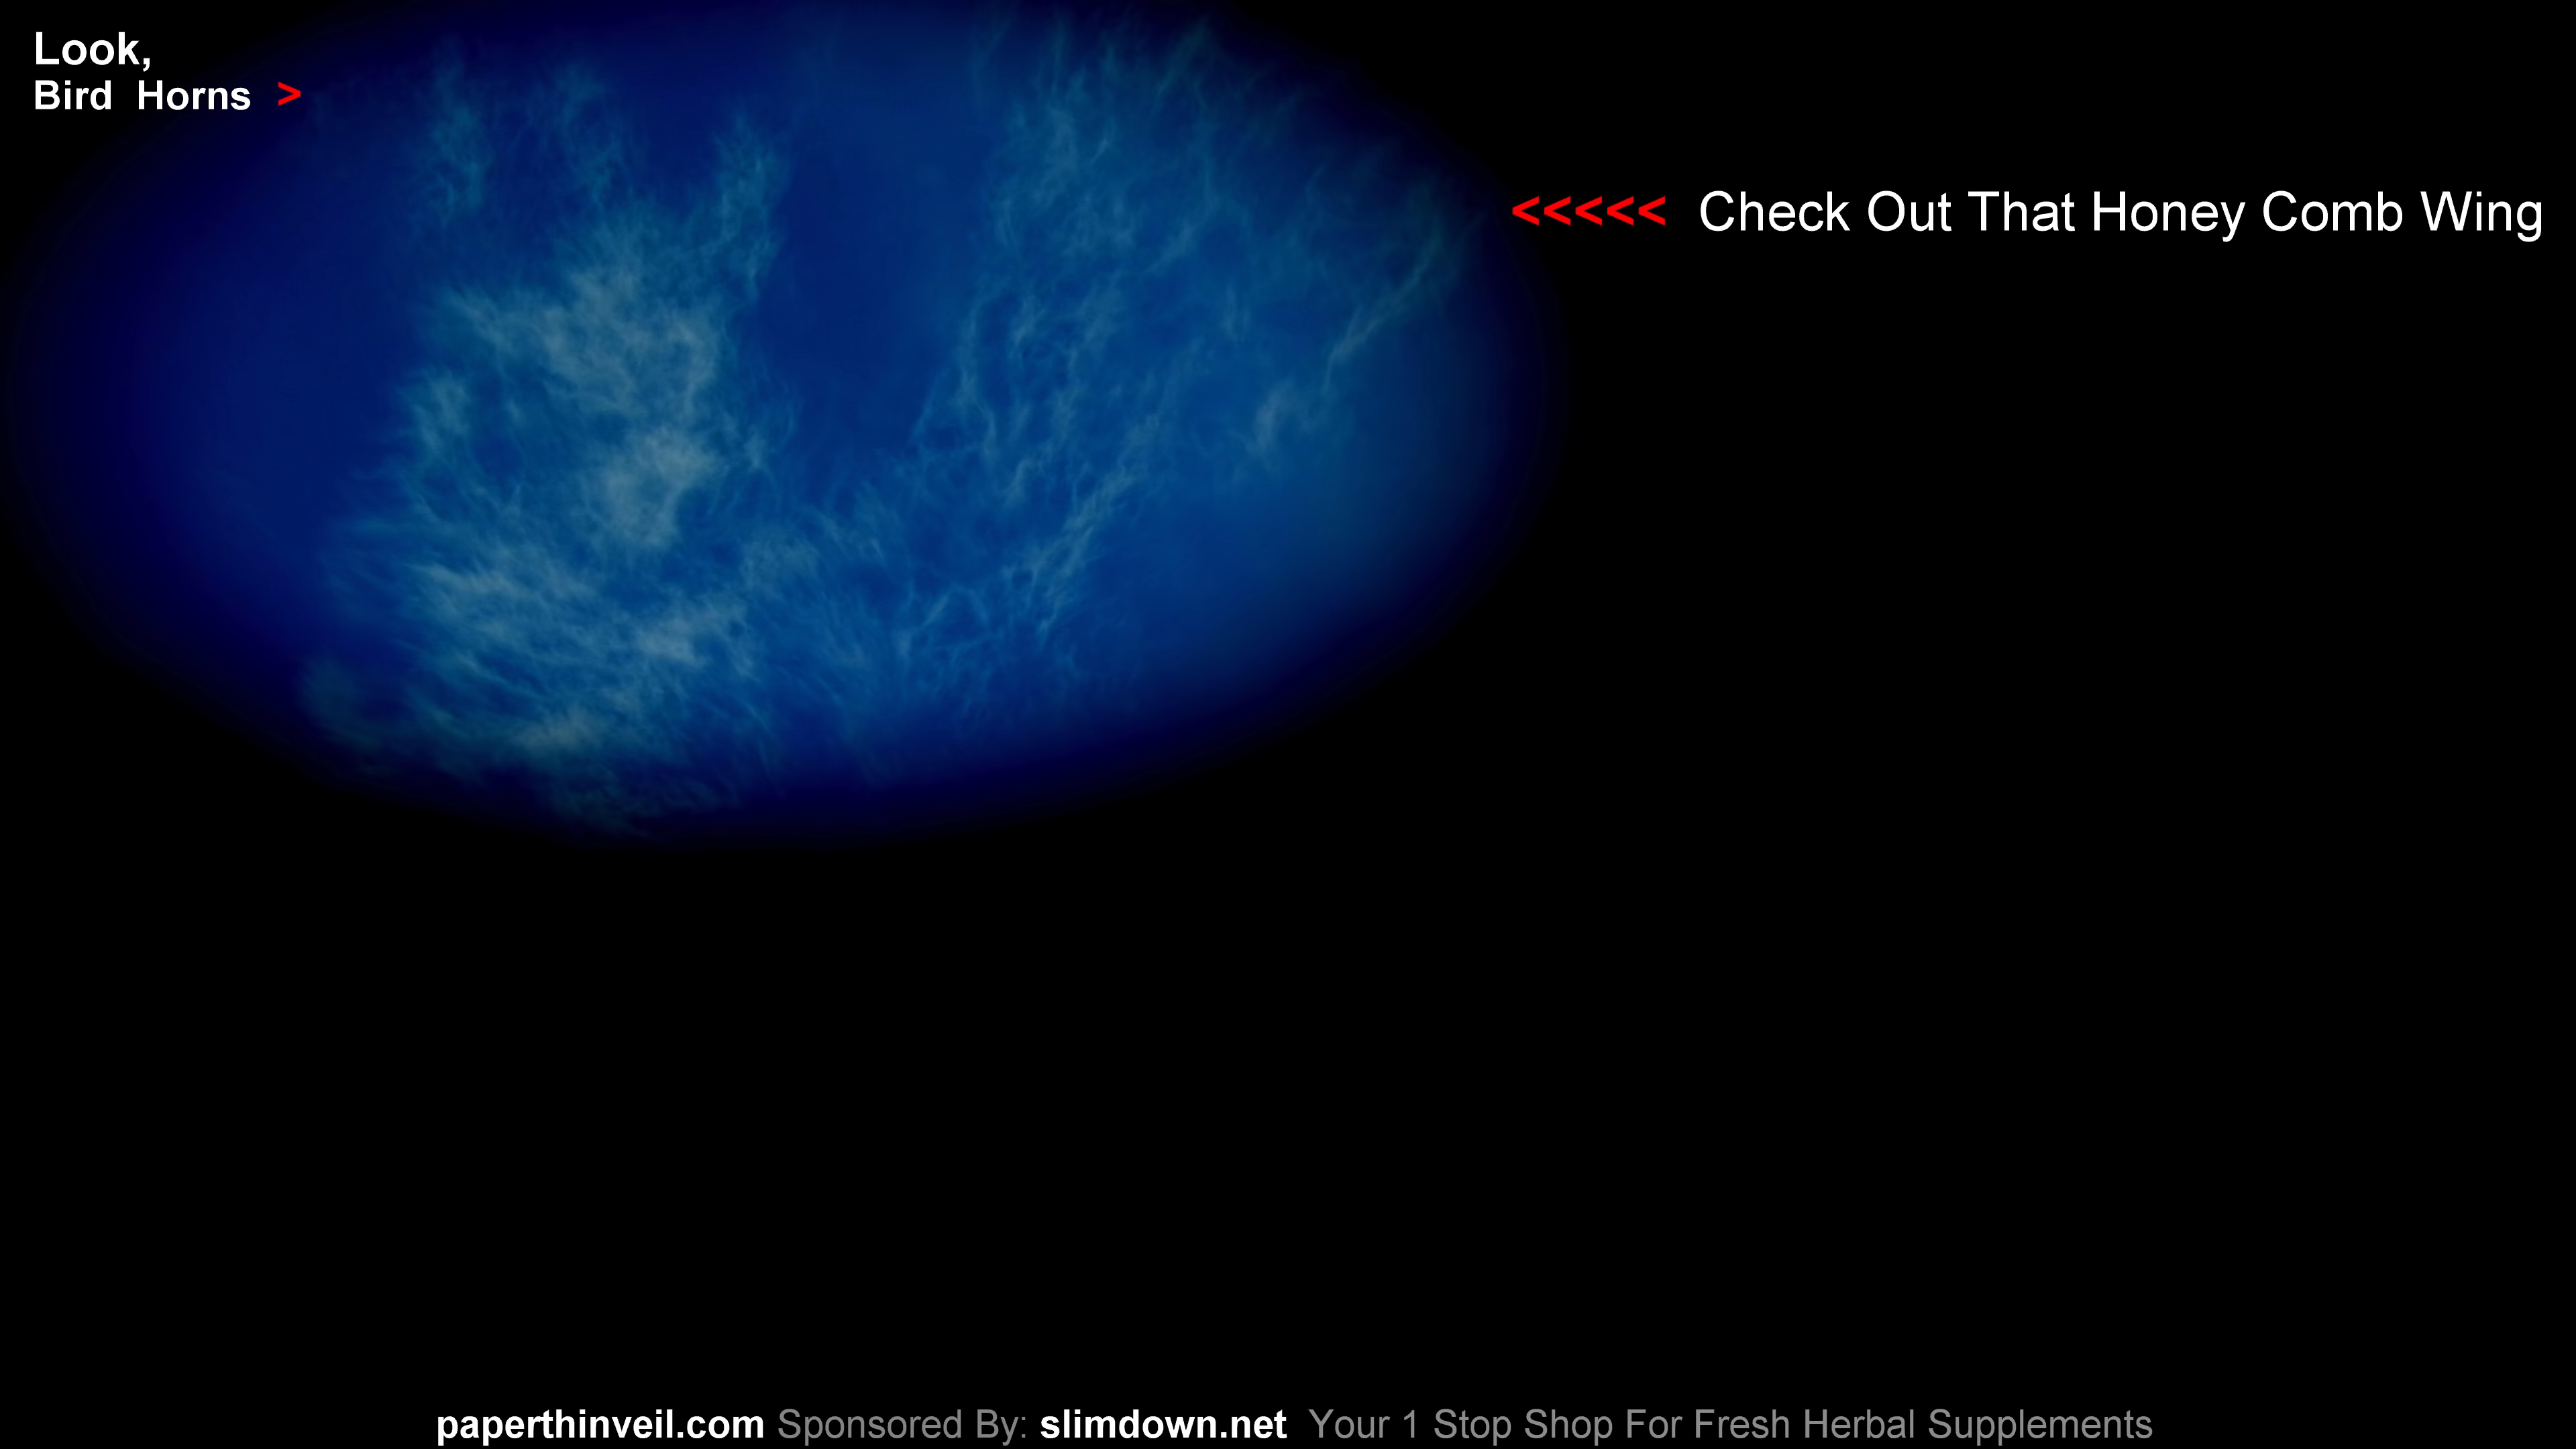 Look,
Bird Horns >
<<<<< Check Out That Honey Comb Wing
paperthinveil.com Sponsored By: slimdown.net Your 1 Stop Shop For Fresh Herbal Supplements